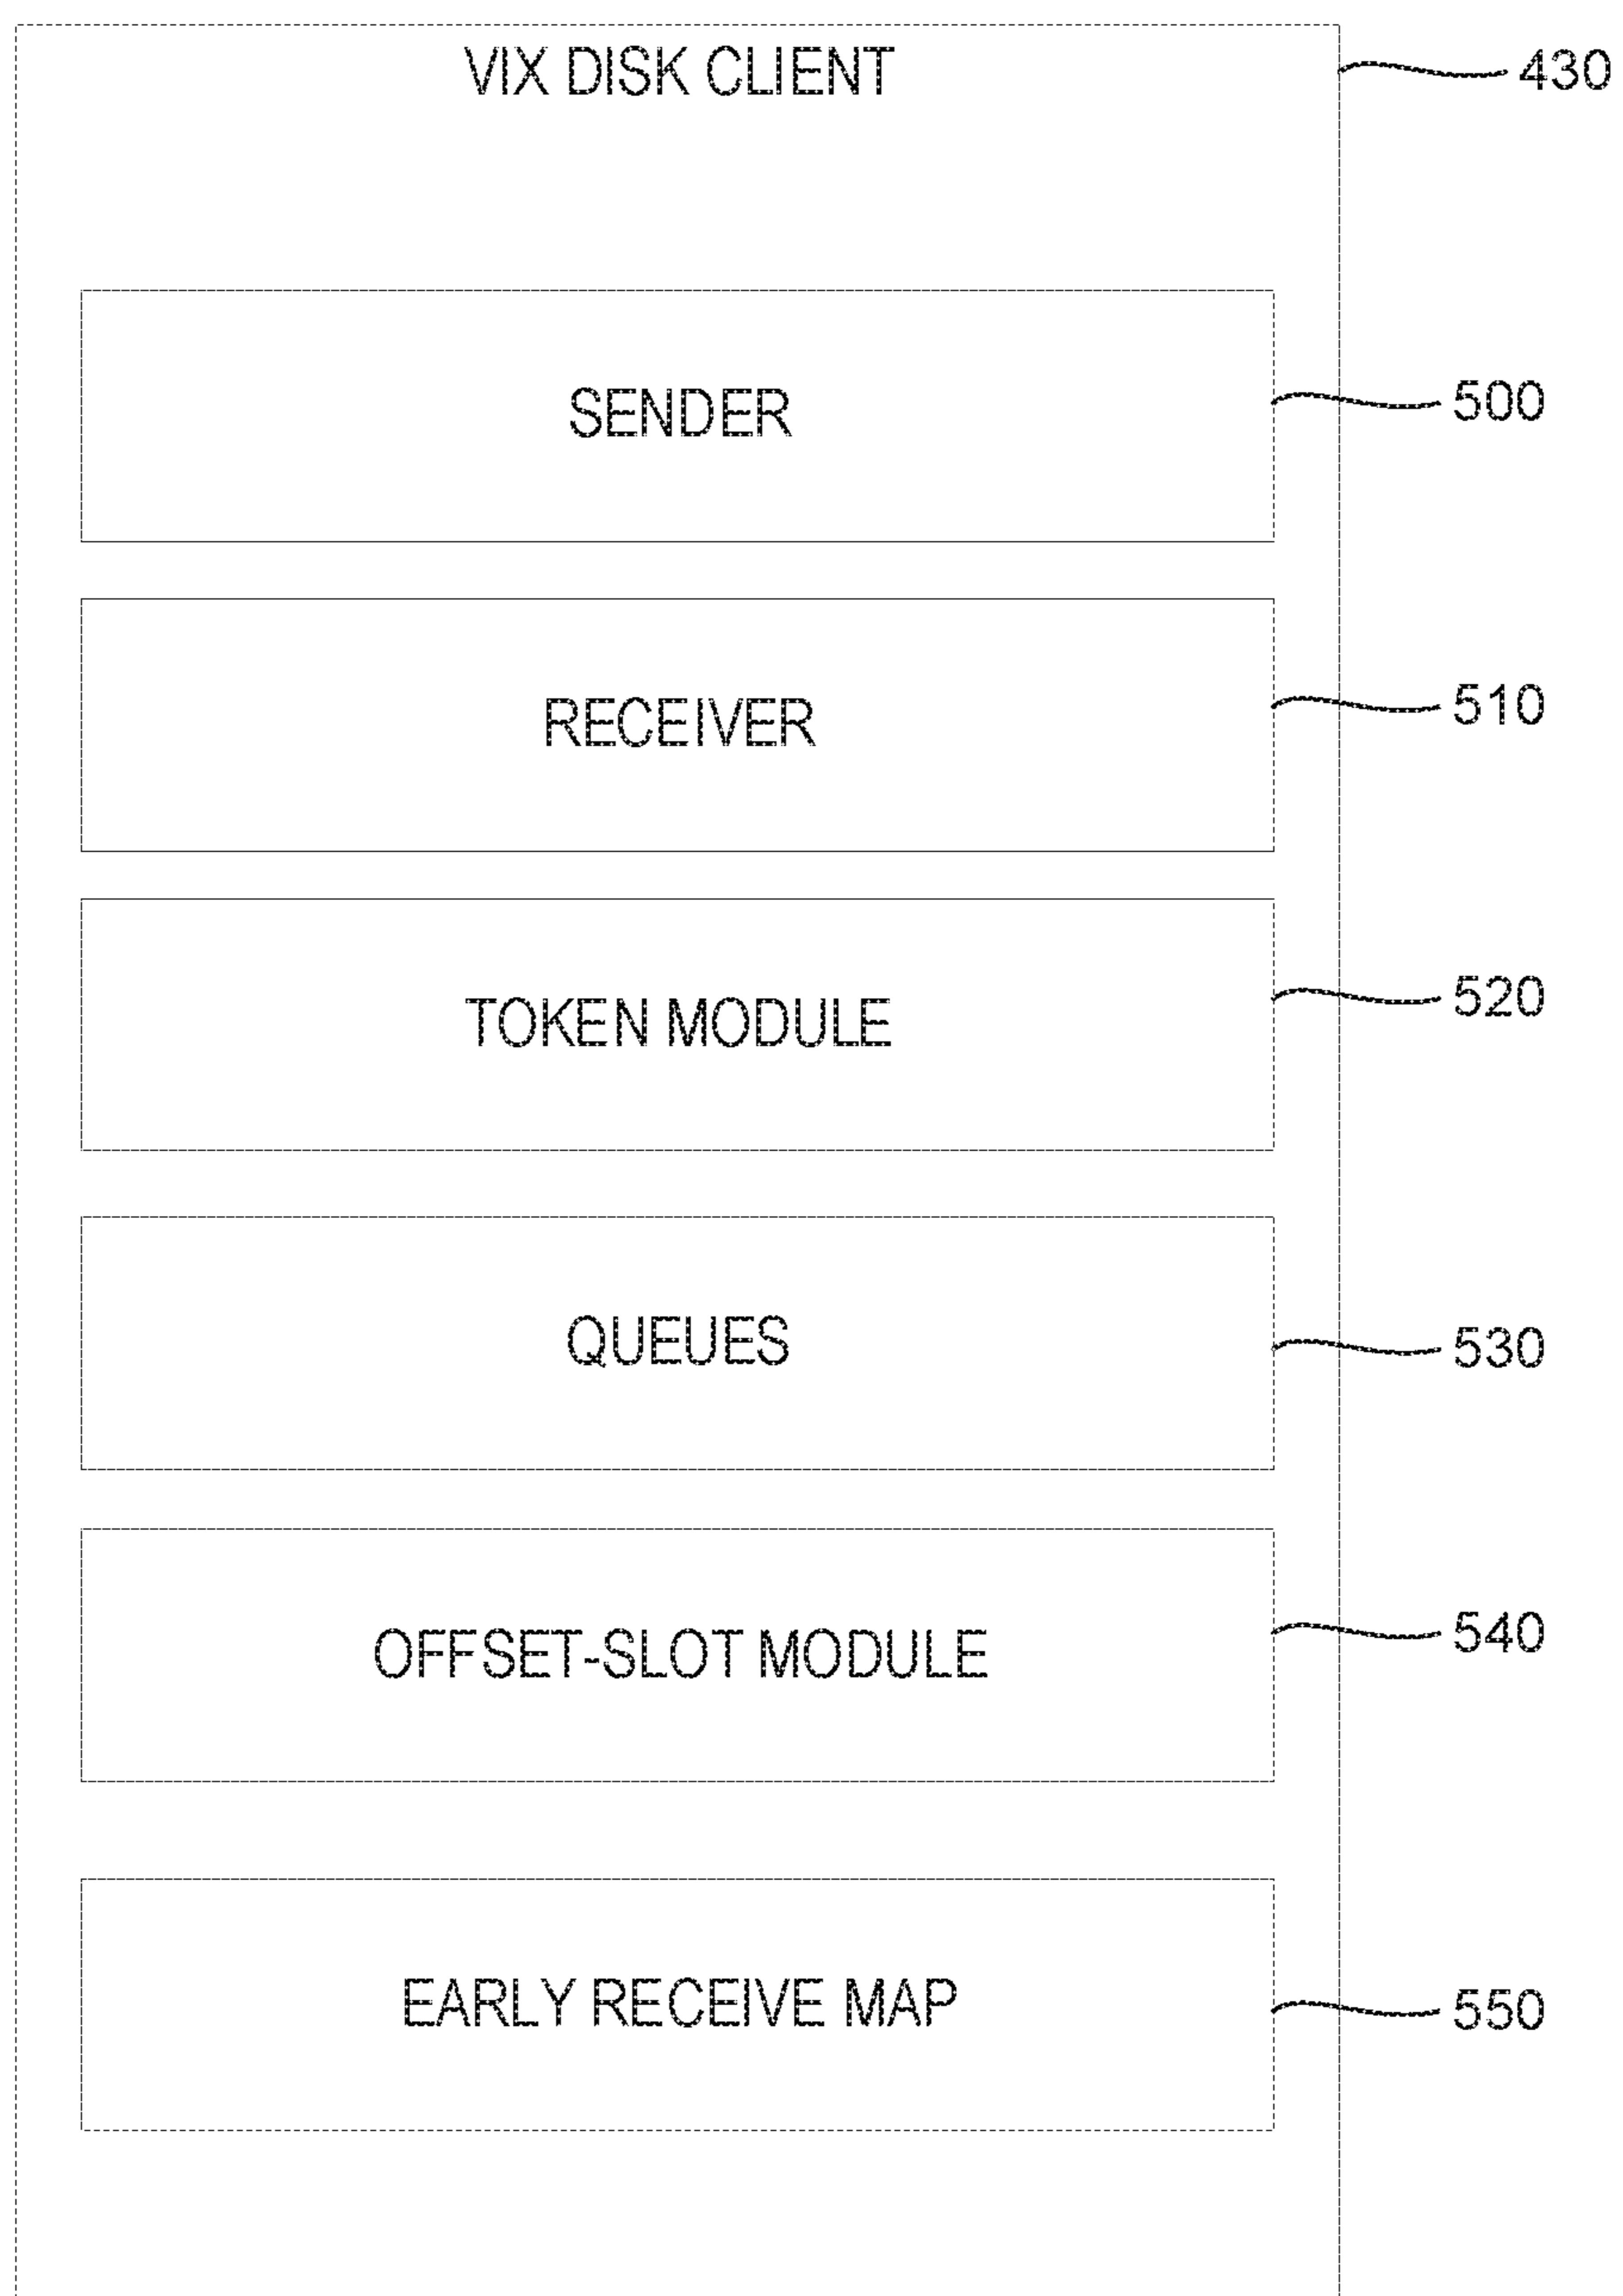 VIX DISK CLIENT
430
SENDER
500
RECEIVER
510
TOKEN MODULE
520
QUEUES
530
OFFSET-SLOT MODULE
540
EARLY RECEIVE MAP
550